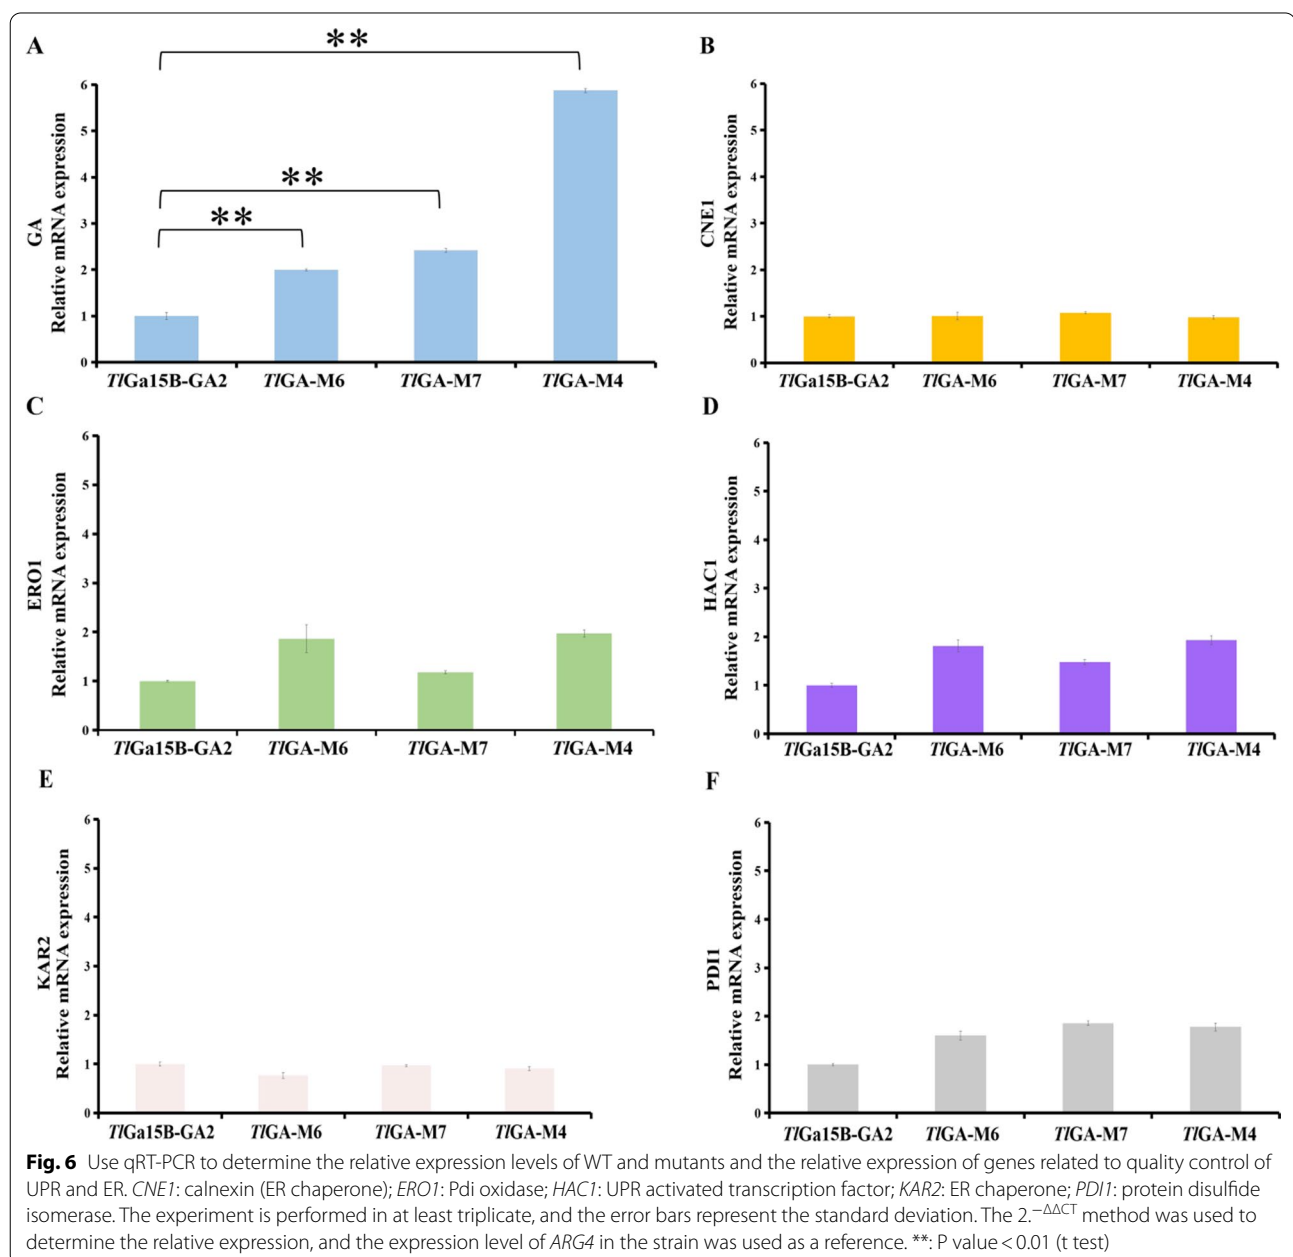 A
**
**
**
GA
Relative mRNA expression
6
5
4
3
2
1
0
TlGa15B-GA2 TlGA-M6 TlGA-M7 TlGA-M4
B
CNE1
Relative mRNA expression
6
5
4
3
2
1
0
TlGa15B-GA2 TlGA-M6 TlGA-M7 TlGA-M4
C
ERO1
Relative mRNA expression
6
5
4
3
2
1
0
TlGa15B-GA2 TlGA-M6 TlGA-M7 TlGA-M4
D
HAC1
Relative mRNA expression
6
5
4
3
2
1
0
TlGa15B-GA2 TlGA-M6 TlGA-M7 TlGA-M4
E
KAR2
Relative mRNA expression
6
5
4
3
2
1
0
TlGa15B-GA2 TlGA-M6 TlGA-M7 TlGA-M4
F
PDI1
Relative mRNA expression
6
5
4
3
2
1
0
TlGa15B-GA2 TlGA-M6 TlGA-M7 TlGA-M4
Fig. 6 Use qRT-PCR to determine the relative expression levels of WT and mutants and the relative expression of genes related to quality control of
UPR and ER. CNE1: calnexin (ER chaperone); ERO1: Pdi oxidase; HAC1: UPR activated transcription factor; KAR2: ER chaperone; PDI1: protein disulfide
isomerase. The experiment is performed in at least triplicate, and the error bars represent the standard deviation. The 2.−ΔΔCT method was used to
determine the relative expression, and the expression level of ARG4 in the strain was used as a reference. **: P value < 0.01 (t test)